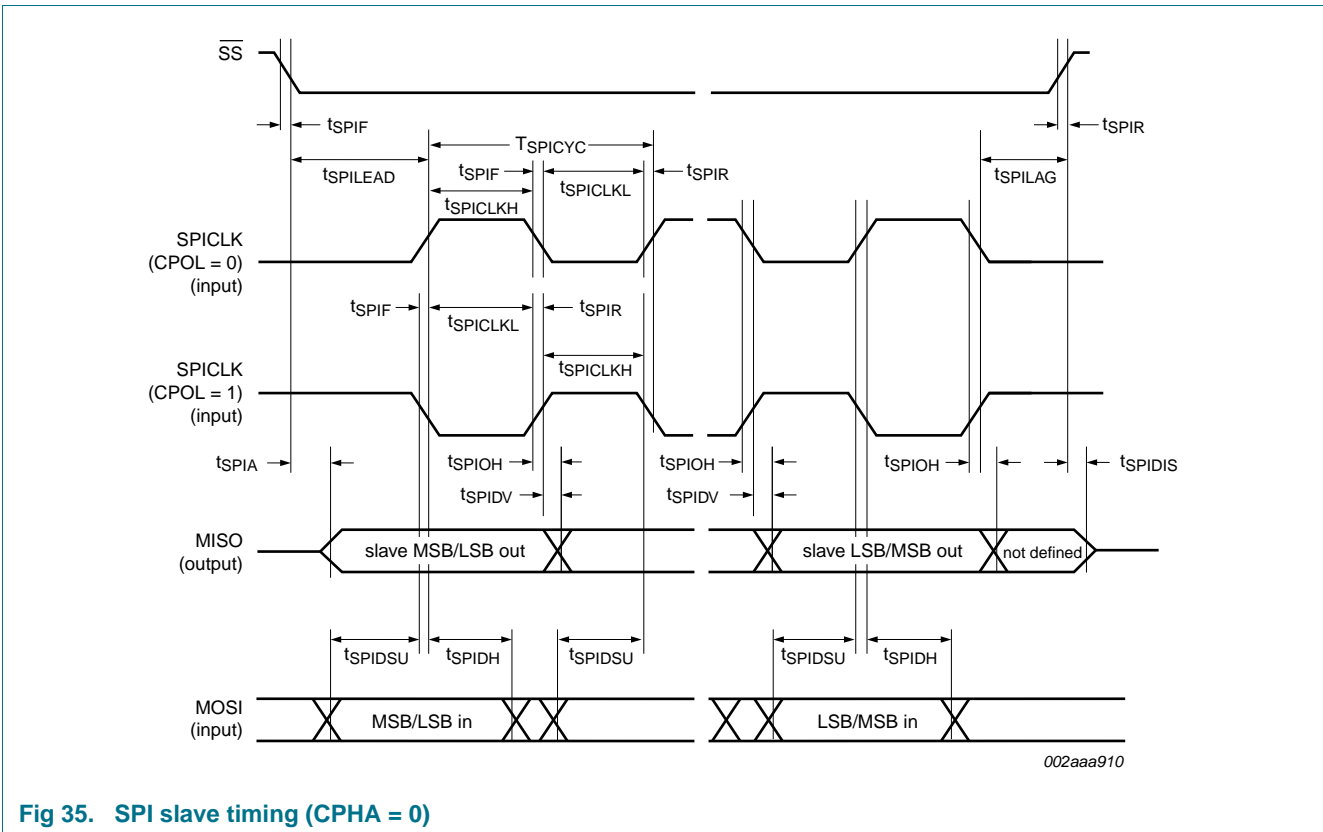 SS
tSPIF
tSPIR
TSPICYC
tSPILEAD
tSPIF
tSPICLKL
tSPIR
tSPILAG
tSPICLKH
SPICLK
(CPOL = 0)
(input)
tSPIF
tSPICLKL
tSPIR
tSPICLKH
SPICLK
(CPOL = 1)
(input)
tSPIA
tSPIOH
tSPIOH
tSPIOH
tSPIDIS
tSPIDV
tSPIDV
MISO
(output)
slave MSB/LSB out
slave LSB/MSB out
not defined
tSPIDSU
tSPIDH
tSPIDSU
tSPIDSU
tSPIDH
MOSI
(input)
MSB/LSB in
LSB/MSB in
002aaa910
Fig 35. SPI slave timing (CPHA = 0)